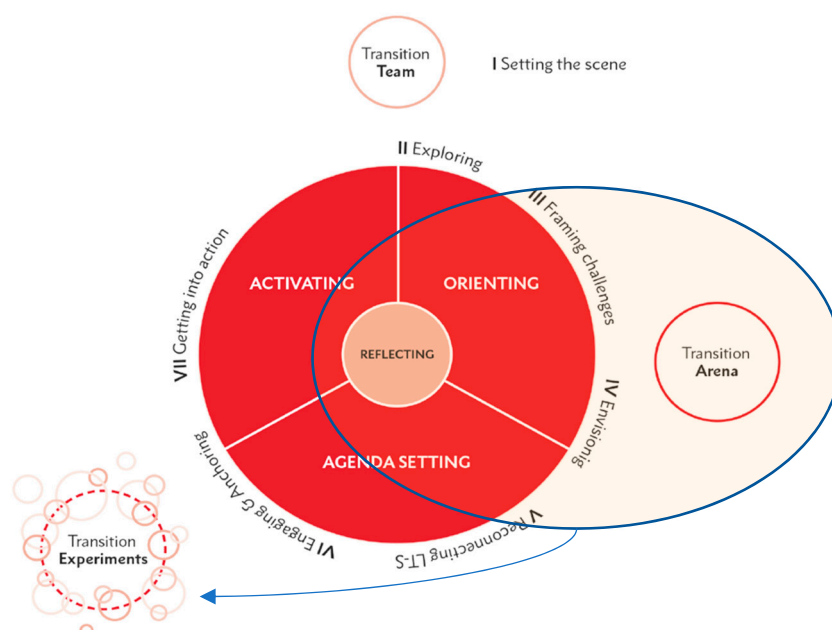 Transition
Team
I Setting the scene
II Exploring
III Framing challenges
VII Getting into action
ACTIVATING
ORIENTING
REFLECTING
Transition
Arena
IV Envisionig
AGENDA SETTING
V Reconnecting LT-S
VI Engaging & Anchoring
Transition
Experiments